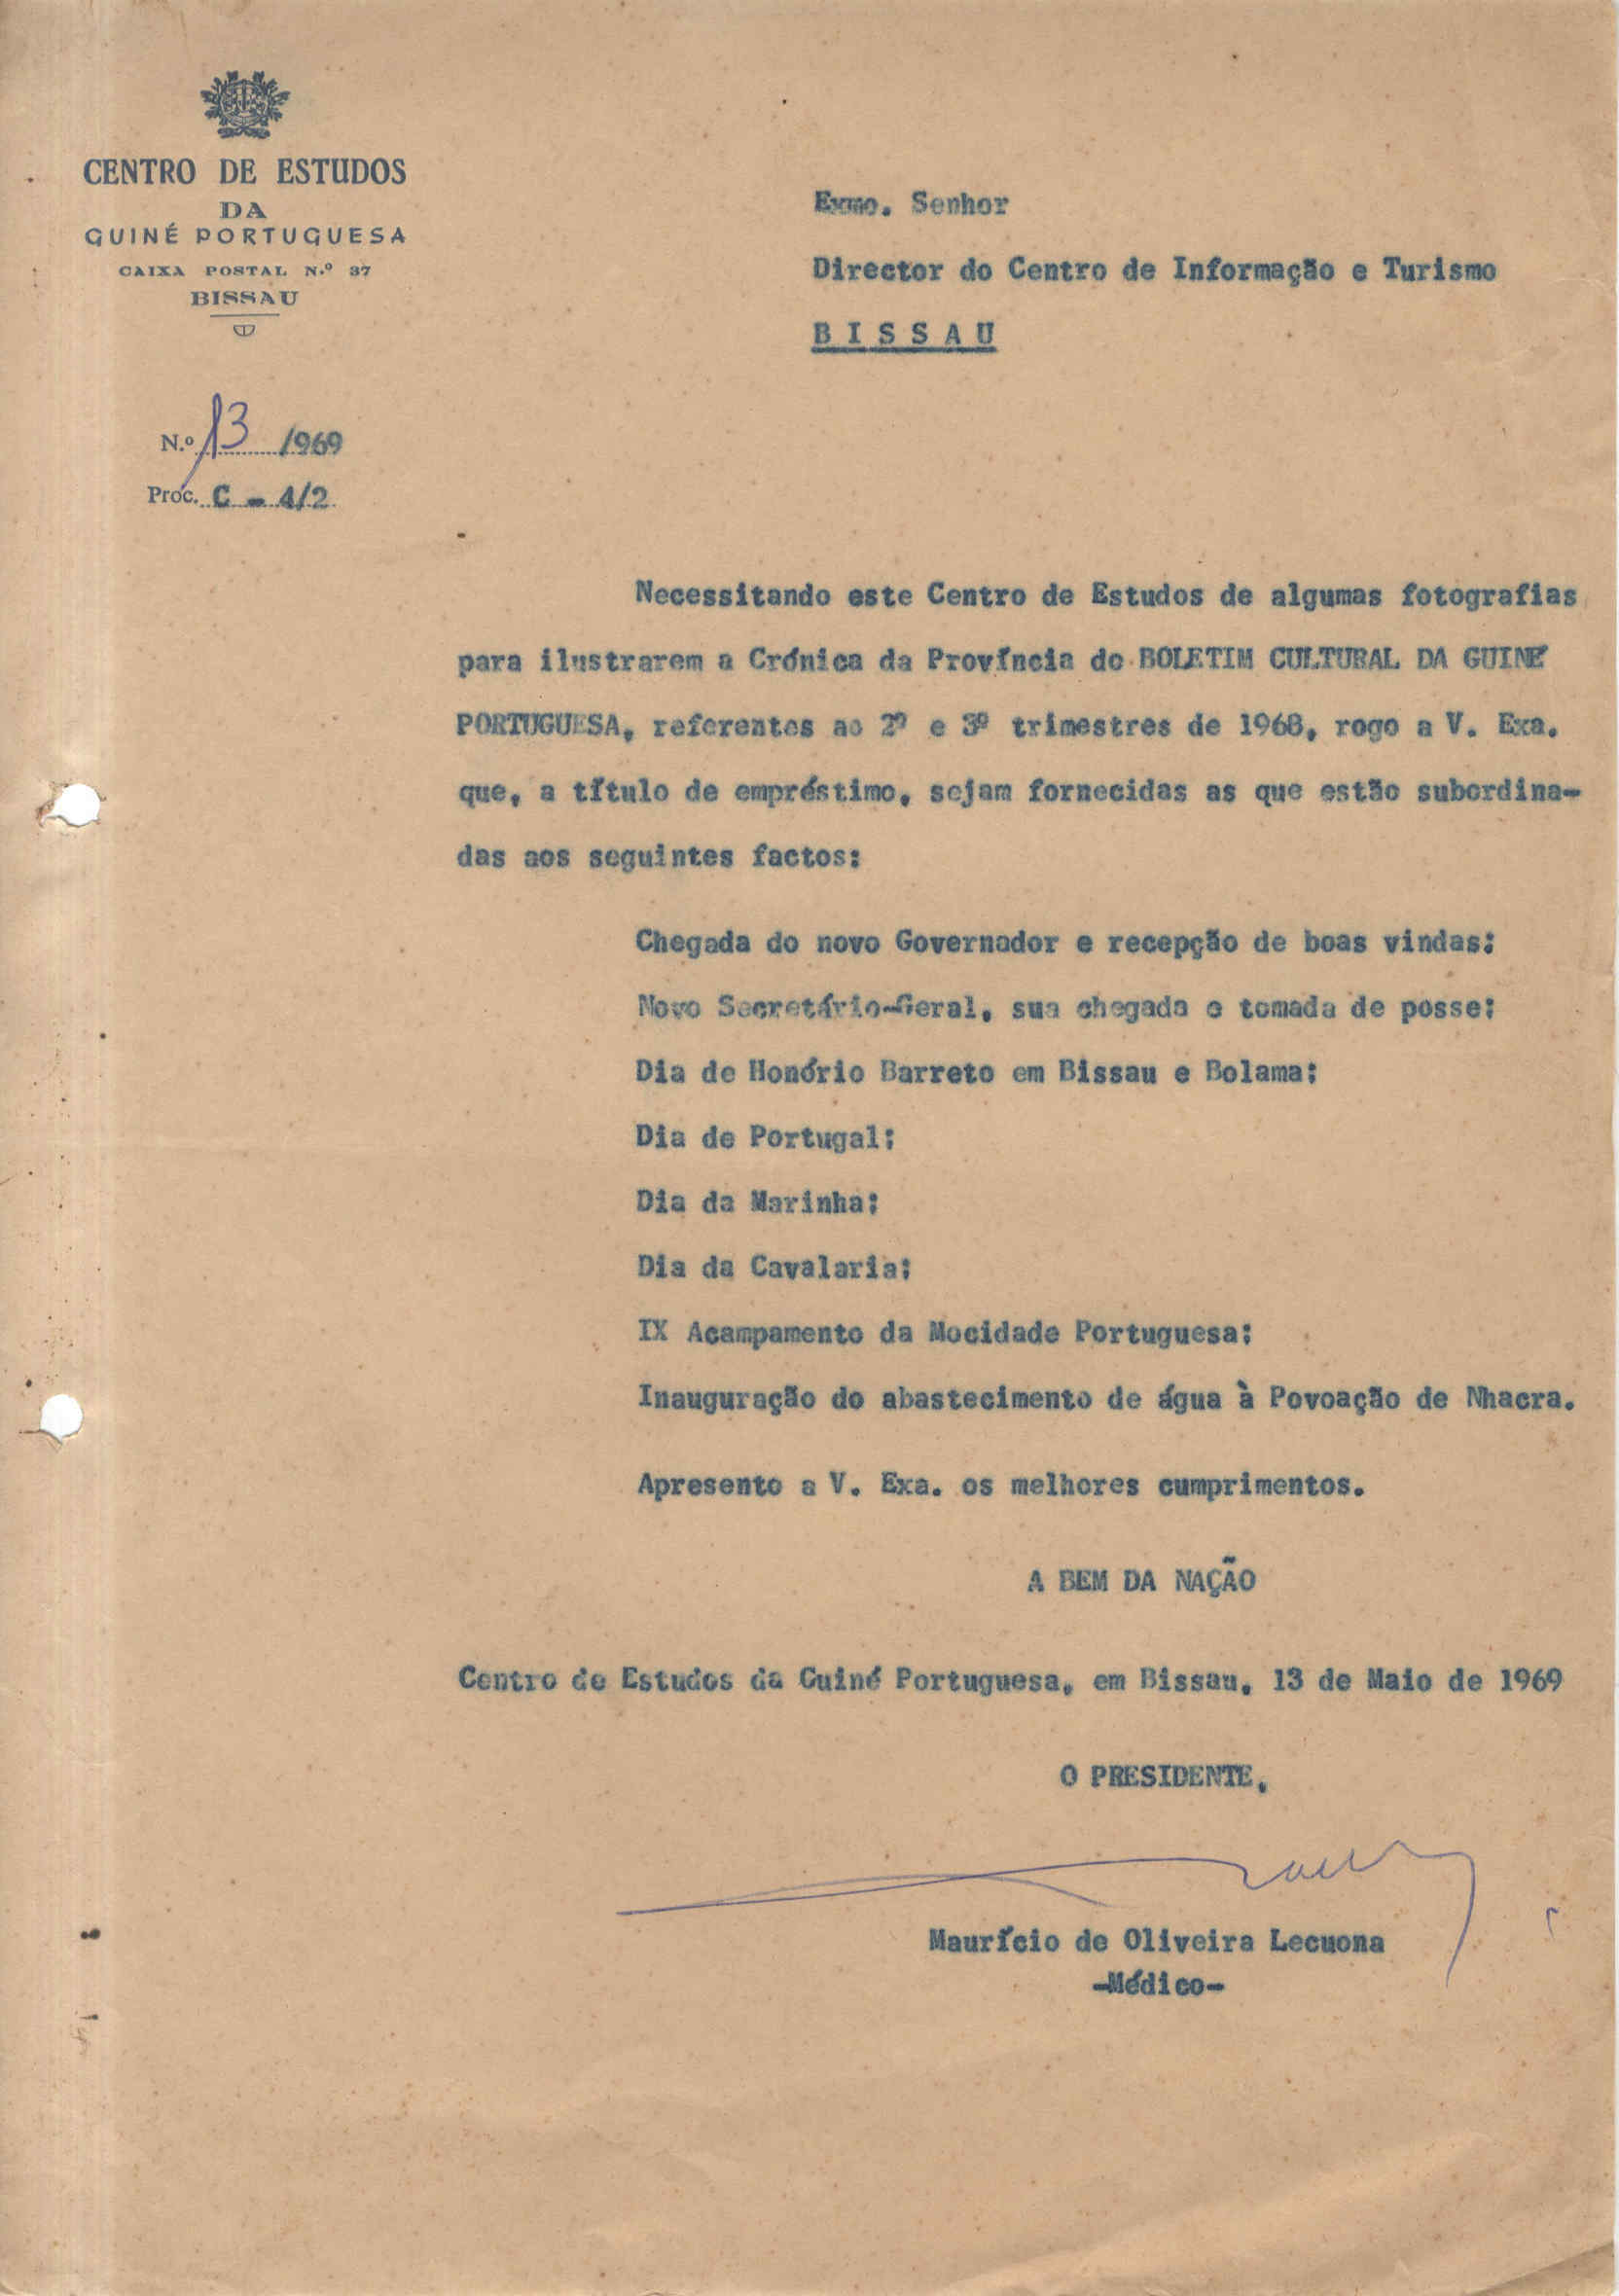 CENTRO DE ESTUDOS
DA
GUINÉ PORTUGUESA
CAIXA POSTAL N.º 37
BISSAU
Exmo. Senhor
Director do Centro de Informação e Turismo
B I S S A U
N.º 13 /969
Proc. C - 4/2
Necessitando este Centro de Estudos de algumas fotografias
para ilustrarem a Crónica da Província do BOLETIM CULTURAL DA GUINÉ
PORTUGUESA, referentes ao 2º e 3º trimestres de 1968, rogo a V. Exa.
que, a título de empréstimo, sejam fornecidas as que estão subordina-
das aos seguintes factos:
Chegada do novo Governador e recepção de boas vindas;
Novo Secretário-Geral, sua chegada e tomada de posse;
Dia de Honório Barreto em Bissau e Bolama;
Dia de Portugal;
Dia da Marinha;
Dia da Cavalaria;
IX Acampamento da Mocidade Portuguesa;
Inauguração do abastecimento de água à Povoação de Nhacra.
Apresento a V. Exa. os melhores cumprimentos.
A BEM DA NAÇÃO
Centro de Estudos da Guiné Portuguesa, em Bissau, 13 de Maio de 1969
O PRESIDENTE,
Maurício de Oliveira Lecuona
-Médico-